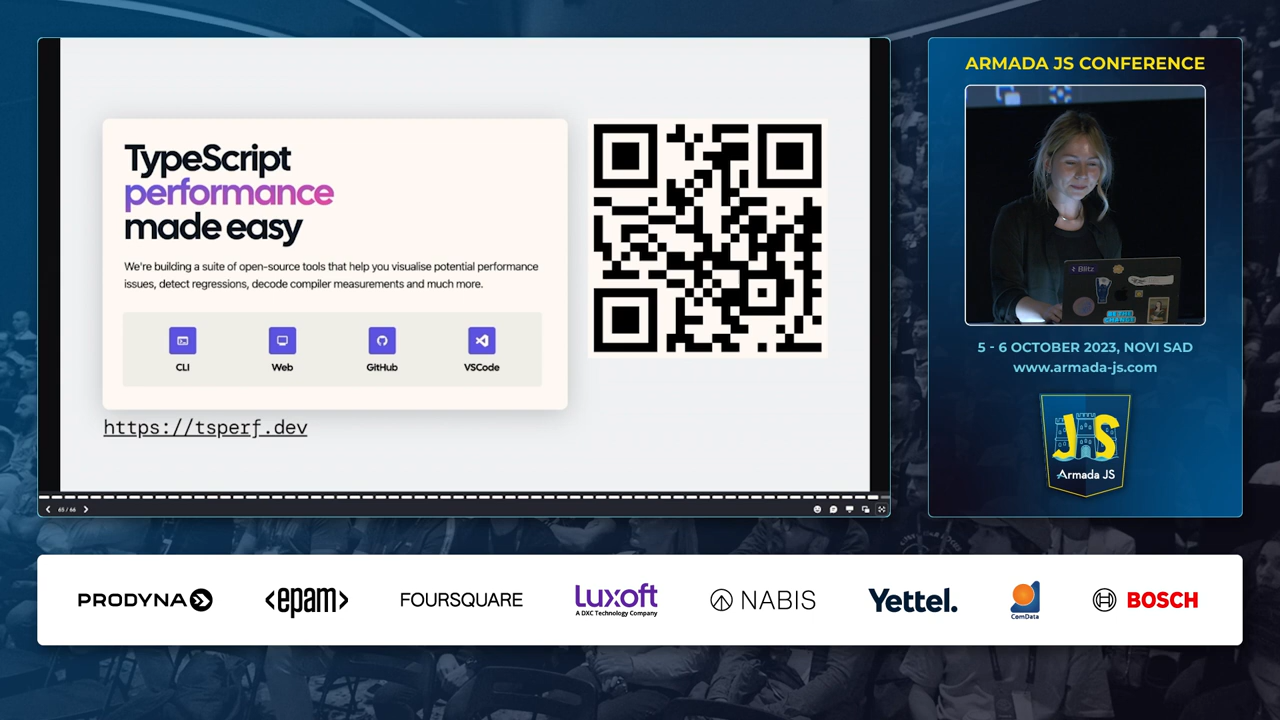 TypeScript
performance
made easy
We're building a suite of open-source tools that help you visualise potential performance
issues, detect regressions, decode compiler measurements and much more.
CLI
Web
GitHub
VSCode
https://tsperf.dev
65 / 66
ARMADA JS CONFERENCE
Blitz
5 - 6 OCTOBER 2023, NOVI SAD
www.armada-js.com
JS
Armada JS
PRODYNA
<epam>
FOURSQUARE
Luxoft
A DXC Technology Company
NABIS
Yettel.
ComData
BOSCH